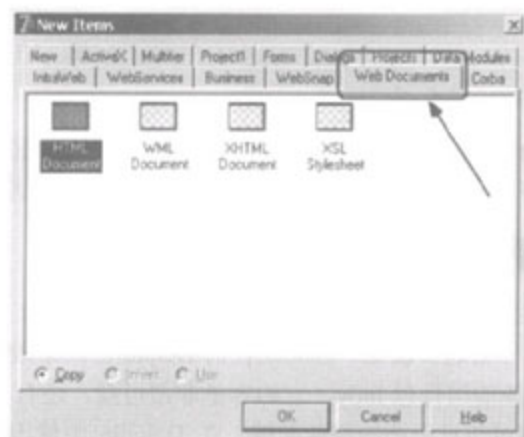 New Items
New ActiveX Multitier Project1 Forms Dialogs Projects Data Modules
IntraWeb WebServices Business WebSnap Web Documents Corba
HTML Document
WML Document
XHTML Document
XSL Stylesheet
Copy Inherit Use
OK Cancel Help